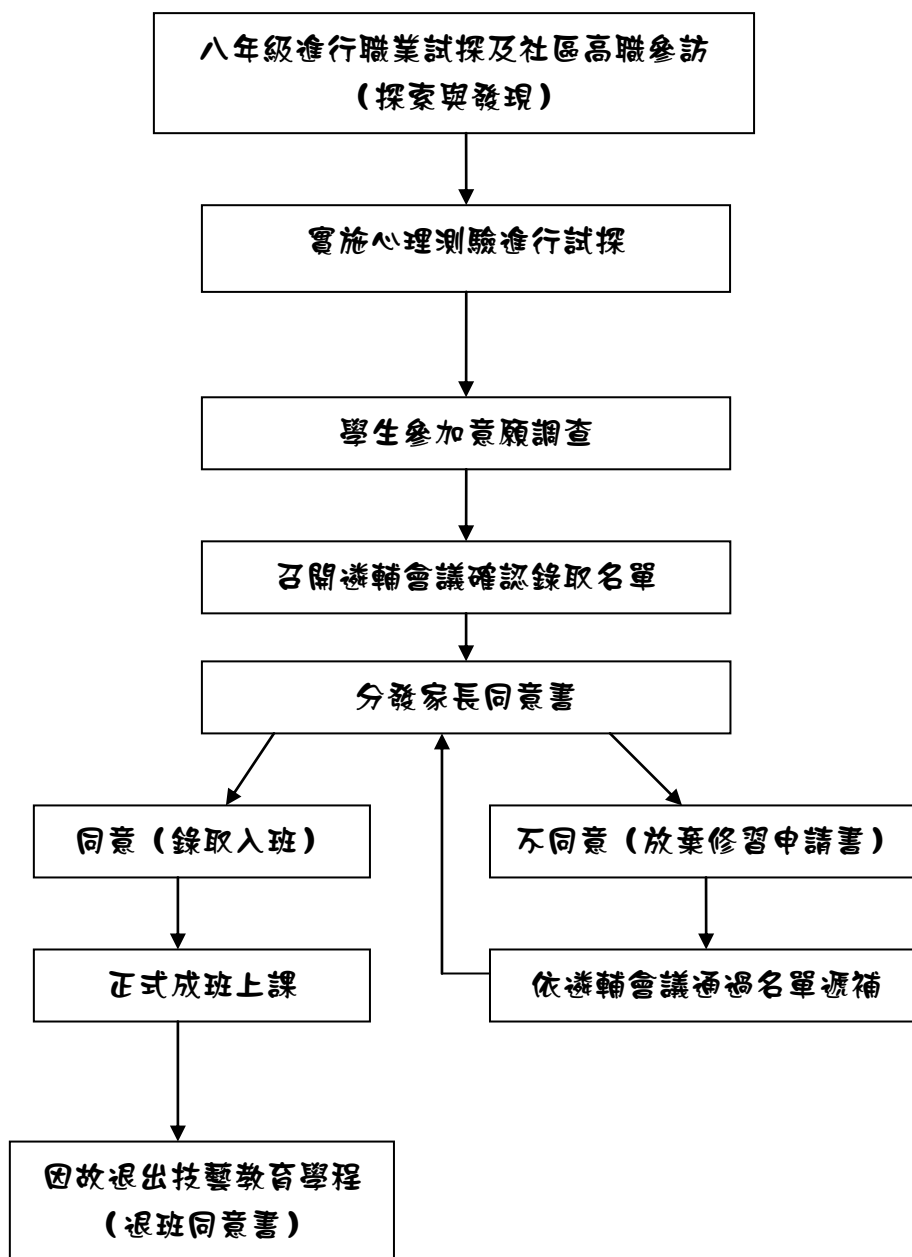 八年級進行職業試探及社區高職參訪
（探索與發現）
實施心理測驗進行試探
學生參加意願調查
召開遴輔會議確認錄取名單
分發家長同意書
同意（錄取入班）
不同意（放棄修習申請書）
正式成班上課
依遴輔會議通過名單遞補
因故退出技藝教育學程
（退班同意書）